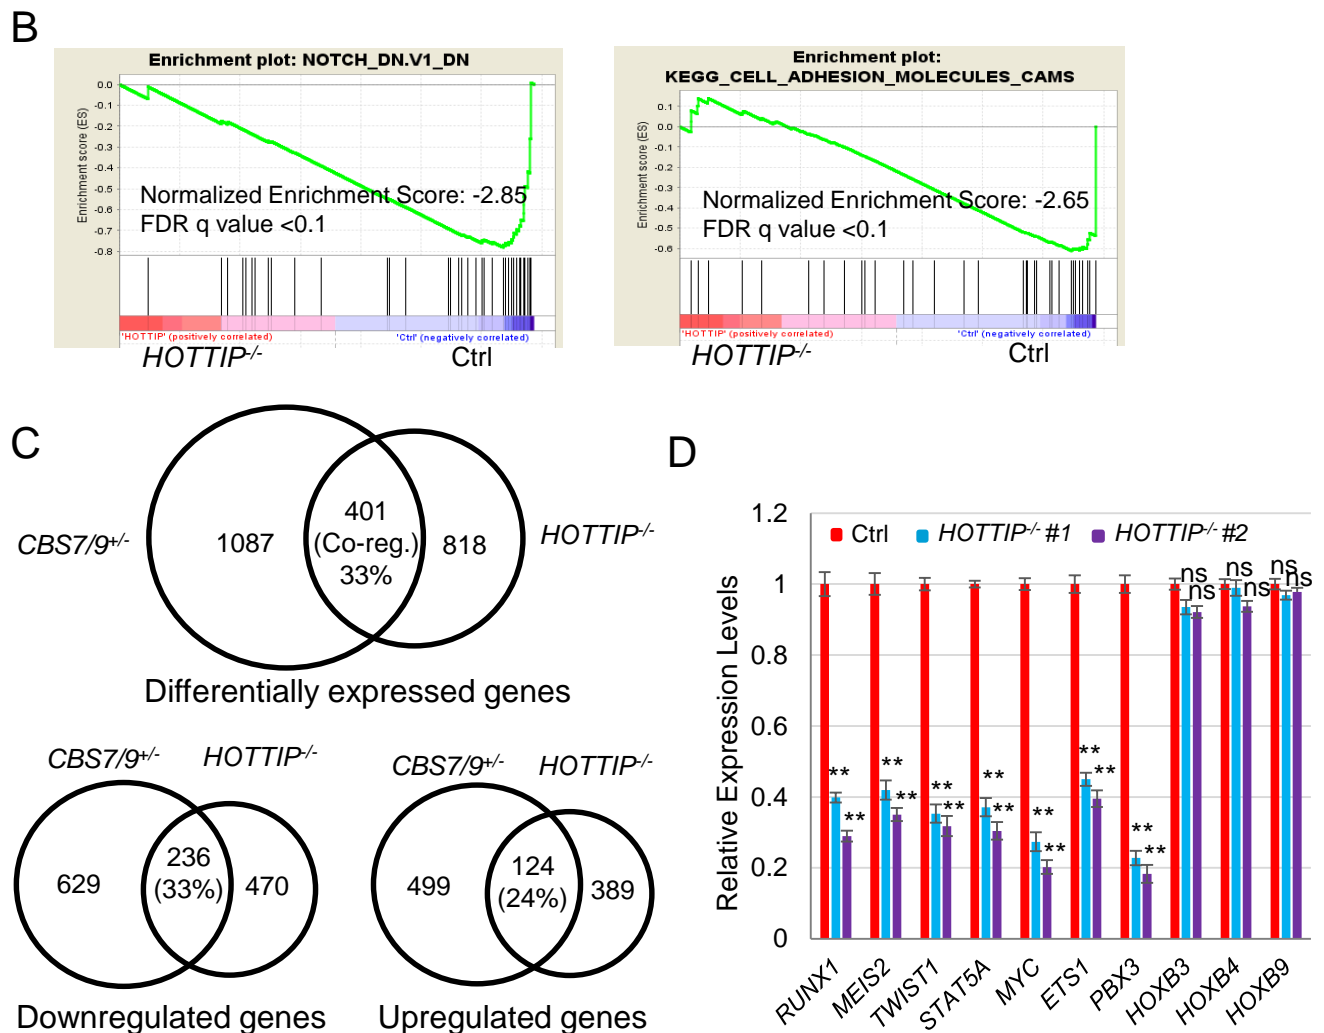 B
Enrichment plot: NOTCH_DN.V1_DN
Enrichment score (ES)
0.0
-0.1
-0.2
-0.3
-0.4
-0.5
-0.6
-0.7
-0.8
Normalized Enrichment Score: -2.85
FDR q value <0.1
'HOTTIP' (positively correlated)
'Ctrl' (negatively correlated)
HOTTIP-/-
Ctrl
Enrichment plot:
KEGG_CELL_ADHESION_MOLECULES_CAMS
Enrichment score (ES)
0.1
0.0
-0.1
-0.2
-0.3
-0.4
-0.5
-0.6
Normalized Enrichment Score: -2.65
FDR q value <0.1
'HOTTIP' (positively correlated)
'Ctrl' (negatively correlated)
HOTTIP-/-
Ctrl
C
CBS7/9+/-
1087
401
(Co-reg.)
33%
818
HOTTIP-/-
Differentially expressed genes
CBS7/9+/-
HOTTIP-/-
629
236
(33%)
470
Downregulated genes
CBS7/9+/-
HOTTIP-/-
499
124
(24%)
389
Upregulated genes
D
Relative Expression Levels
1.2
1
0.8
0.6
0.4
0.2
0
Ctrl
HOTTIP-/- #1
HOTTIP-/- #2
**
**
**
**
**
**
**
**
**
**
**
**
**
**
ns
ns
ns
ns
ns
ns
RUNX1
MEIS2
TWIST1
STAT5A
MYC
ETS1
PBX3
HOXB3
HOXB4
HOXB9